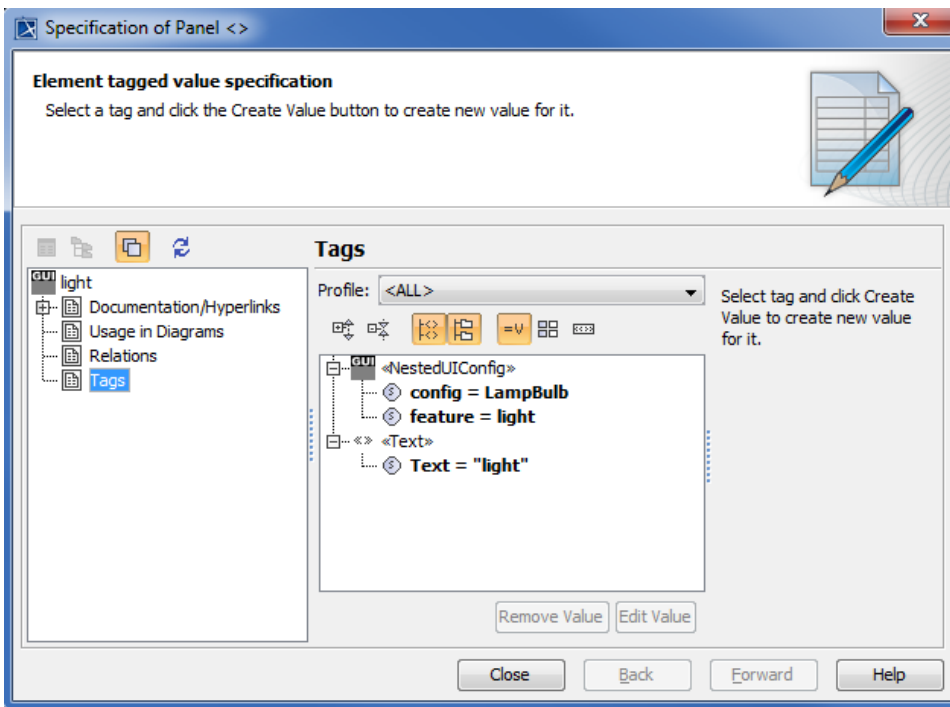 Specification of Panel <>
x
Element tagged value specification
Select a tag and click the Create Value button to create new value for it.
GUI light
Documentation/Hyperlinks
Usage in Diagrams
Relations
Tags
Tags
Profile: <ALL>
=V
GUI «NestedUIConfig»
S config = LampBulb
S feature = light
<> «Text»
S Text = "light"
Select tag and click Create
Value to create new value
for it.
Remove Value Edit Value
Close Back Forward Help